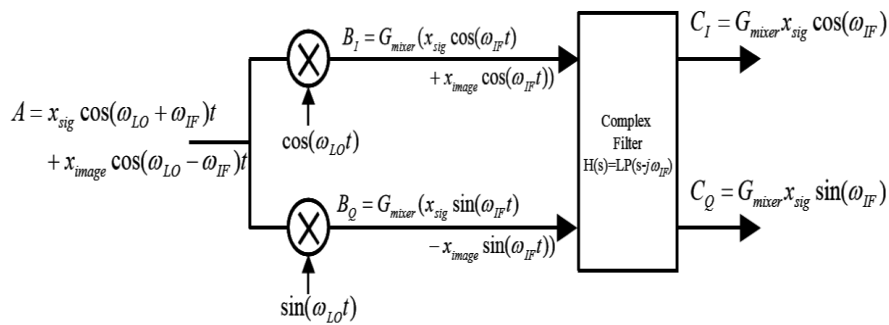 A = x_sig cos(ω_LO + ω_IF)t
+ x_image cos(ω_LO − ω_IF)t
cos(ω_LO t)
B_I = G_mixer(x_sig cos(ω_IF t)
+ x_image cos(ω_IF t))
sin(ω_LO t)
B_Q = G_mixer(x_sig sin(ω_IF t)
− x_image sin(ω_IF t))
Complex
Filter
H(s)=LP(s-jω_IF)
C_I = G_mixer x_sig cos(ω_IF)
C_Q = G_mixer x_sig sin(ω_IF)